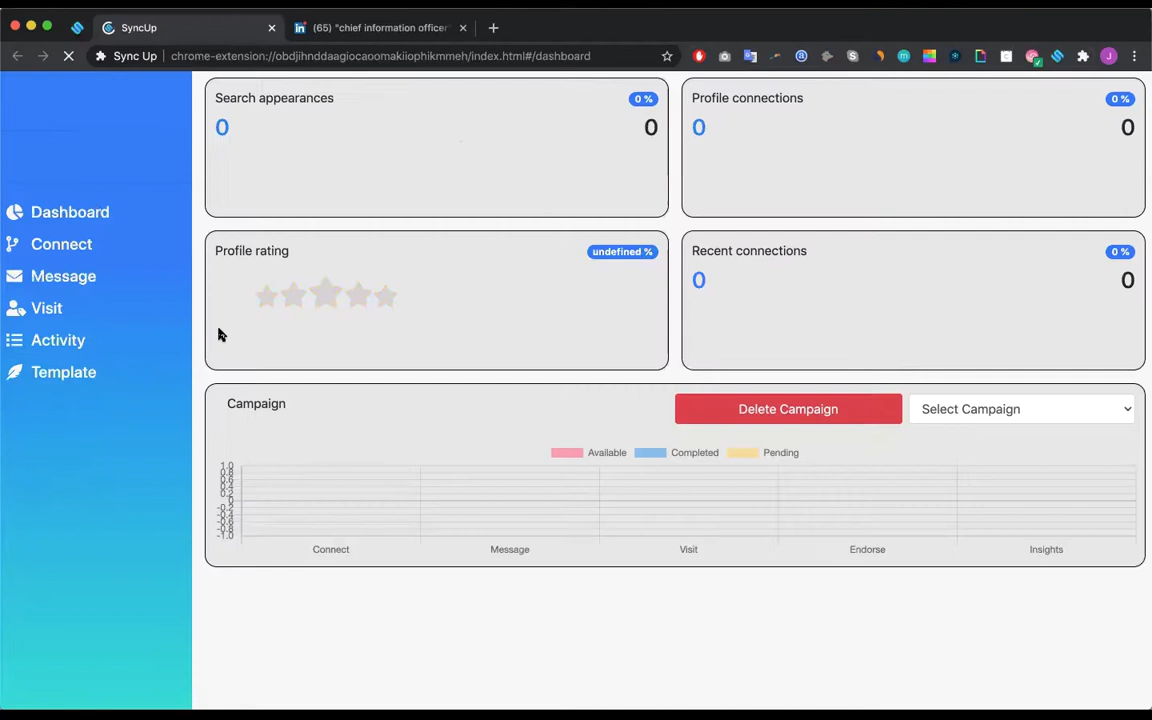 SyncUp
(65) "chief information officer"
Sync Up
chrome-extension://obdjihnddaagiocaoomakiiophikmmeh/index.html#/dashboard
J
Dashboard
Connect
Message
Visit
Activity
Template
Search appearances
0 %
0
0
Profile connections
0 %
0
0
Profile rating
undefined %
Recent connections
0 %
0
0
Campaign
Delete Campaign
Select Campaign
Available
Completed
Pending
1.0
0.8
0.6
0.4
0.2
0
-0.2
-0.4
-0.6
-0.8
-1.0
Connect
Message
Visit
Endorse
Insights